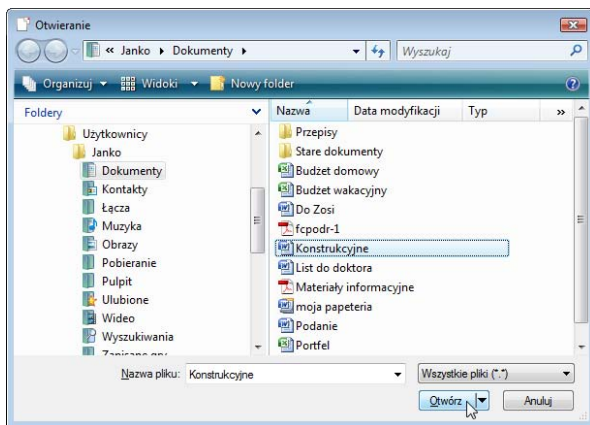 Otwieranie
« Janko Dokumenty
Wyszukaj
Organizuj Widoki Nowy folder
Foldery
Użytkownicy
Janko
Dokumenty
Kontakty
Łącza
Muzyka
Obrazy
Pobieranie
Pulpit
Ulubione
Wideo
Wyszukiwania
Zapisane gry
Nazwa Data modyfikacji Typ »
Przepisy
Stare dokumenty
Budżet domowy
Budżet wakacyjny
Do Zosi
fcpodr-1
Konstrukcyjne
List do doktora
Materiały informacyjne
moja papeteria
Podanie
Portfel
Nazwa pliku: Konstrukcyjne
Wszystkie pliki (*.*)
Otwórz Anuluj